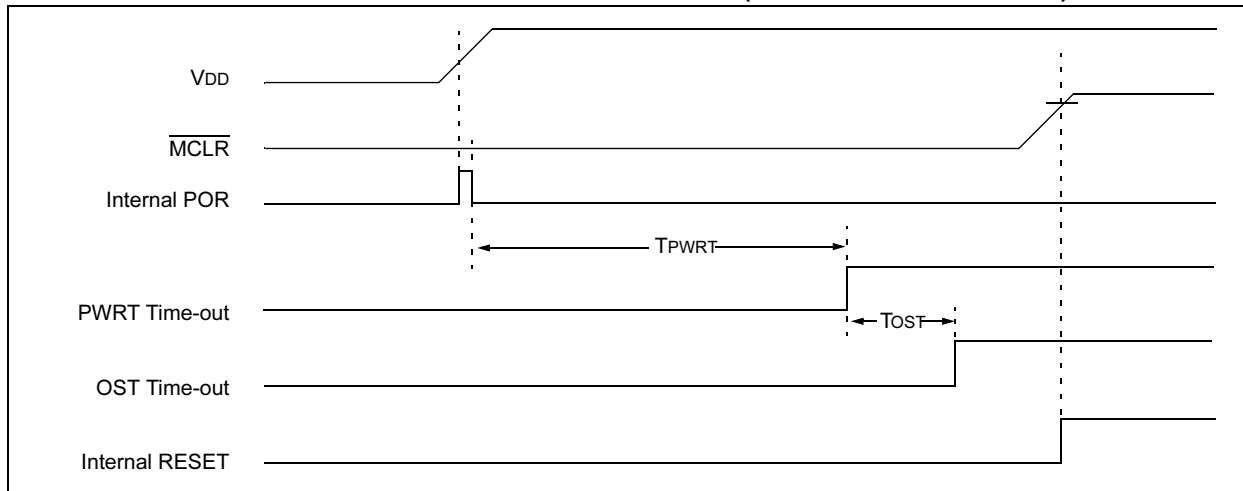 VDD
MCLR
Internal POR
TPWRT
PWRT Time-out
TOST
OST Time-out
Internal RESET